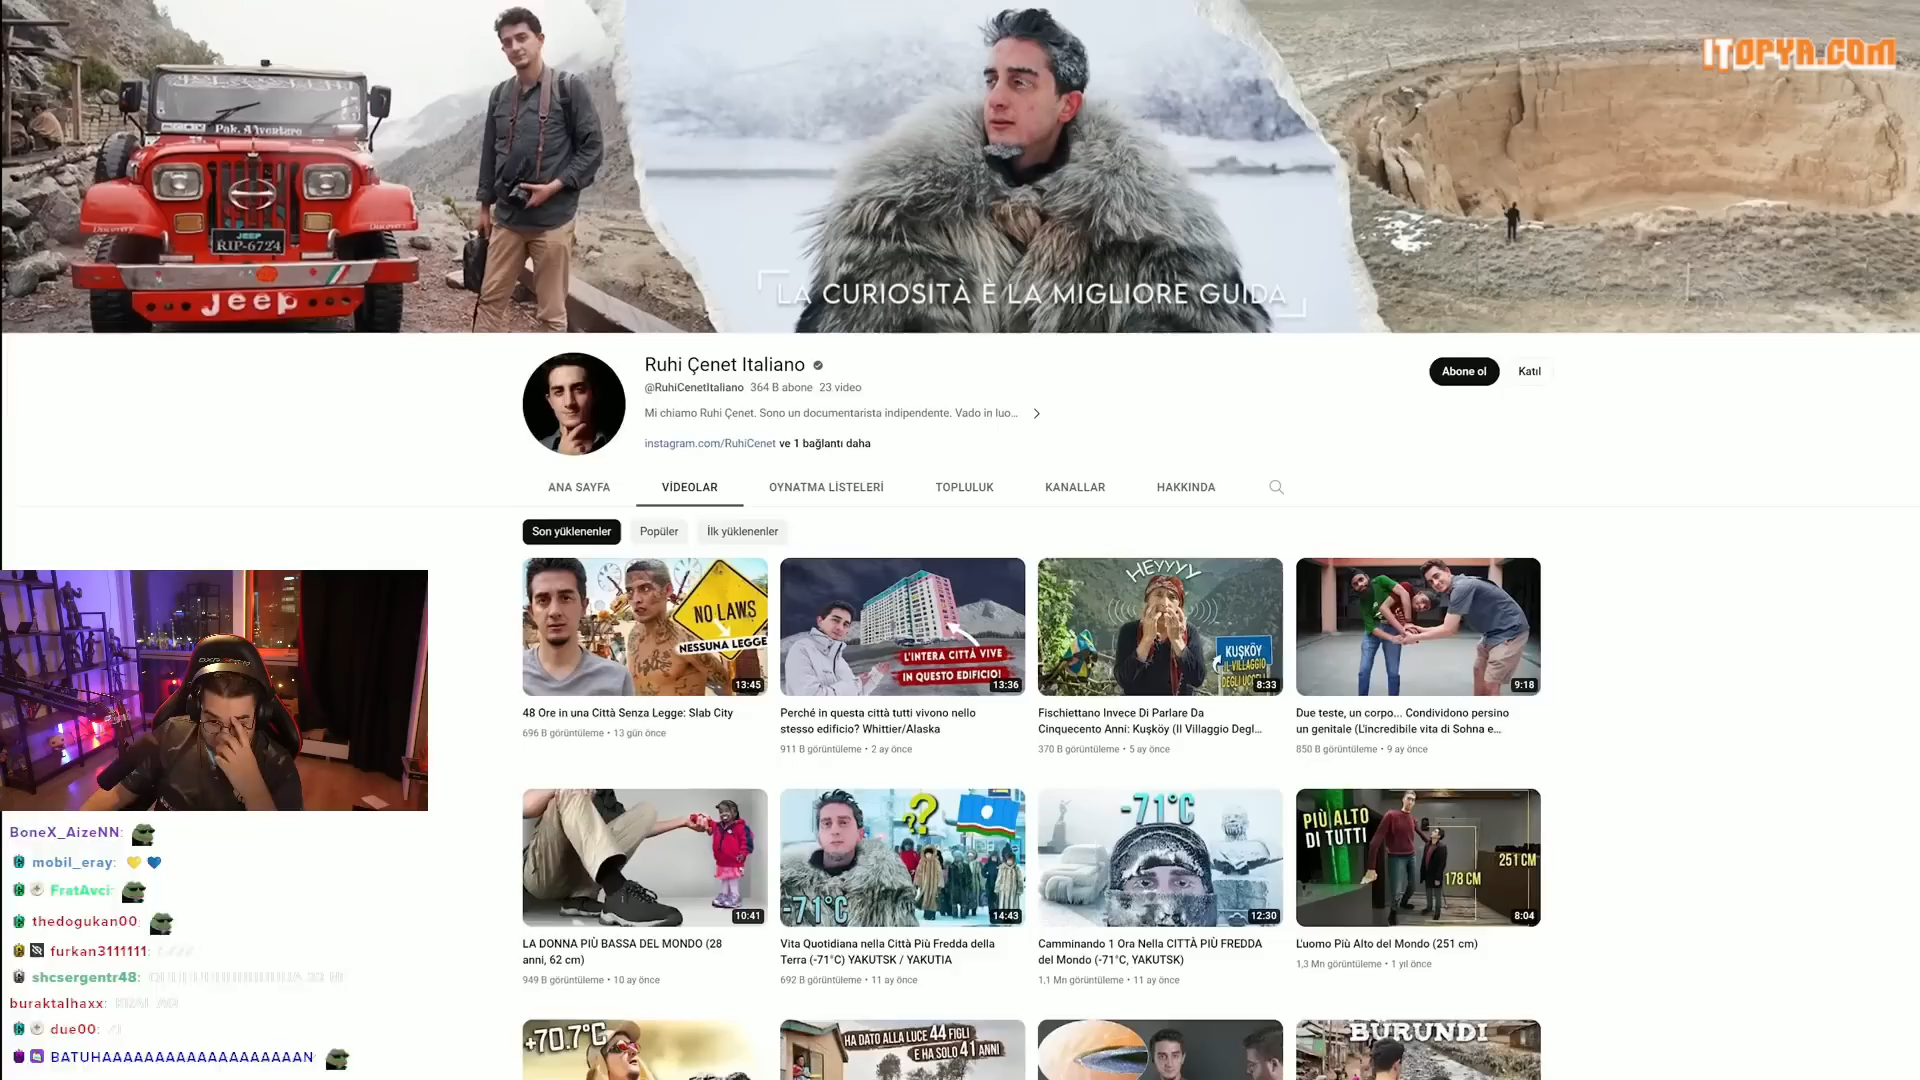 ITOPYA.COM
Pak. Adventure
JEEP
RIP-6724
Discovery
Discovery
Jeep
LA CURIOSITÀ È LA MIGLIORE GUIDA
Ruhi Çenet Italiano
@RuhiCenetItaliano 364 B abone 23 video
Mi chiamo Ruhi Çenet. Sono un documentarista indipendente. Vado in luo...
instagram.com/RuhiCenet ve 1 bağlantı daha
Abone ol
Katıl
ANA SAYFA
VİDEOLAR
OYNATMA LİSTELERİ
TOPLULUK
KANALLAR
HAKKINDA
Son yüklenenler
Popüler
İlk yüklenenler
NO LAWS
NESSUNA LEGGE
13:45
48 Ore in una Città Senza Legge: Slab City
696 B görüntüleme • 13 gün önce
L'INTERA CITTÀ VIVE
IN QUESTO EDIFICIO!
13:36
Perché in questa città tutti vivono nello
stesso edificio? Whittier/Alaska
911 B görüntüleme • 2 ay önce
HEYYYY
KUŞKÖY
IL VILLAGGIO
8:33
Fischiettano Invece Di Parlare Da
Cinquecento Anni: Kuşköy (Il Villaggio Degl...
370 B görüntüleme • 5 ay önce
9:18
Due teste, un corpo... Condividono persino
un genitale (L'incredibile vita di Sohna e...
850 B görüntüleme • 9 ay önce
10:41
LA DONNA PIÙ BASSA DEL MONDO (28
anni, 62 cm)
949 B görüntüleme • 10 ay önce
-71°C
14:43
Vita Quotidiana nella Città Più Fredda della
Terra (-71°C) YAKUTSK / YAKUTIA
692 B görüntüleme • 11 ay önce
-71°C
12:30
Camminando 1 Ora Nella CITTÀ PIÙ FREDDA
del Mondo (-71°C, YAKUTSK)
1,1 Mn görüntüleme • 11 ay önce
PIÙ ALTO
DI TUTTI
251 CM
178 CM
8:04
L'uomo Più Alto del Mondo (251 cm)
1,3 Mn görüntüleme • 1 yıl önce
+70.7°C
HA DATO ALLA LUCE 44 FIGLI
E HA SOLO 41 ANNI
BURUNDI
BoneX_AizeNN:
mobil_eray:
FratAvci:
thedogukan00:
furkan3111111:
shcsergentr48:
buraktalhaxx:
due00:
BATUHAAAAAAAAAAAAAAAAAAAN: